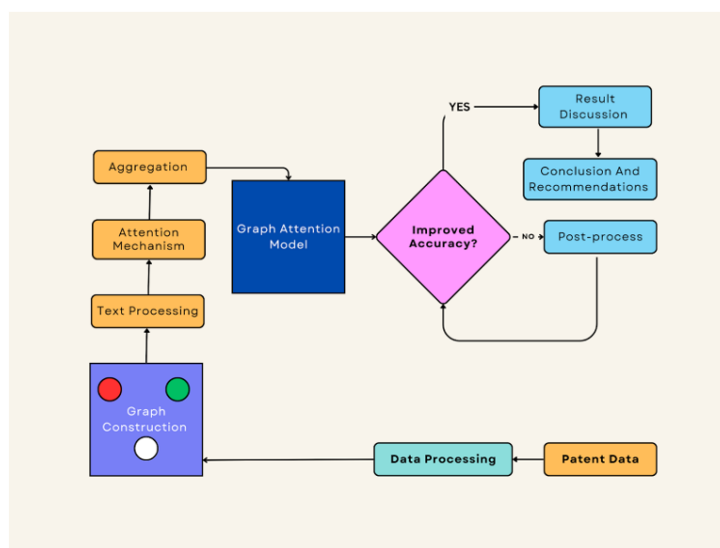 YES
Result
Discussion
Aggregation
Conclusion And
Recommendations
Graph Attention
Model
Improved
Accuracy?
NO
Post-process
Attention
Mechanism
Text Processing
Graph
Construction
Data Processing
Patent Data